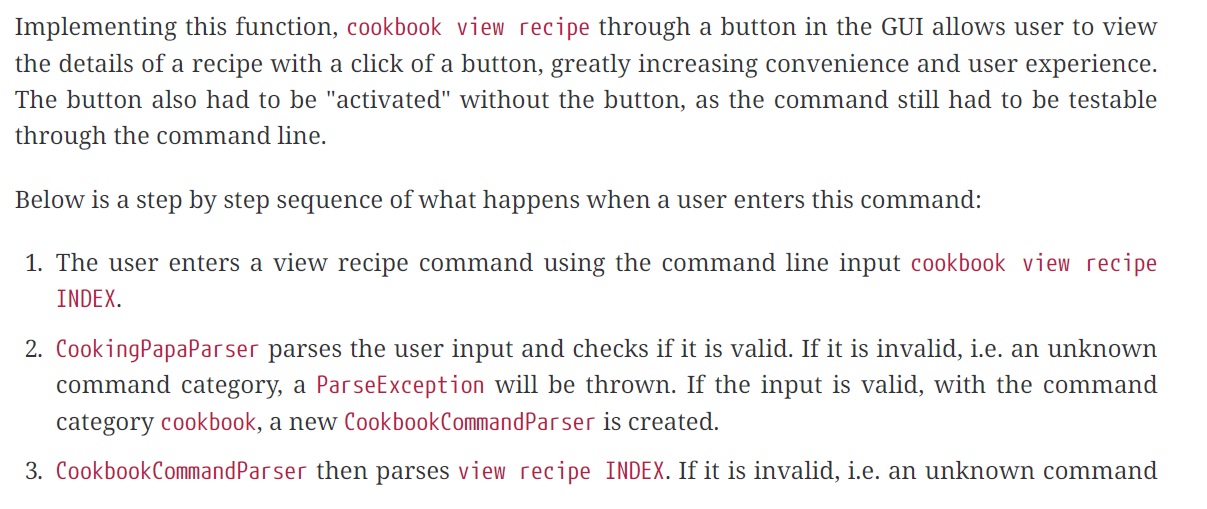 Implementing this function, cookbook view recipe through a button in the GUI allows user to view
the details of a recipe with a click of a button, greatly increasing convenience and user experience.
The button also had to be "activated" without the button, as the command still had to be testable
through the command line.
Below is a step by step sequence of what happens when a user enters this command:
1. The user enters a view recipe command using the command line input cookbook view recipe
INDEX.
2. CookingPapaParser parses the user input and checks if it is valid. If it is invalid, i.e. an unknown
command category, a ParseException will be thrown. If the input is valid, with the command
category cookbook, a new CookbookCommandParser is created.
3. CookbookCommandParser then parses view recipe INDEX. If it is invalid, i.e. an unknown command